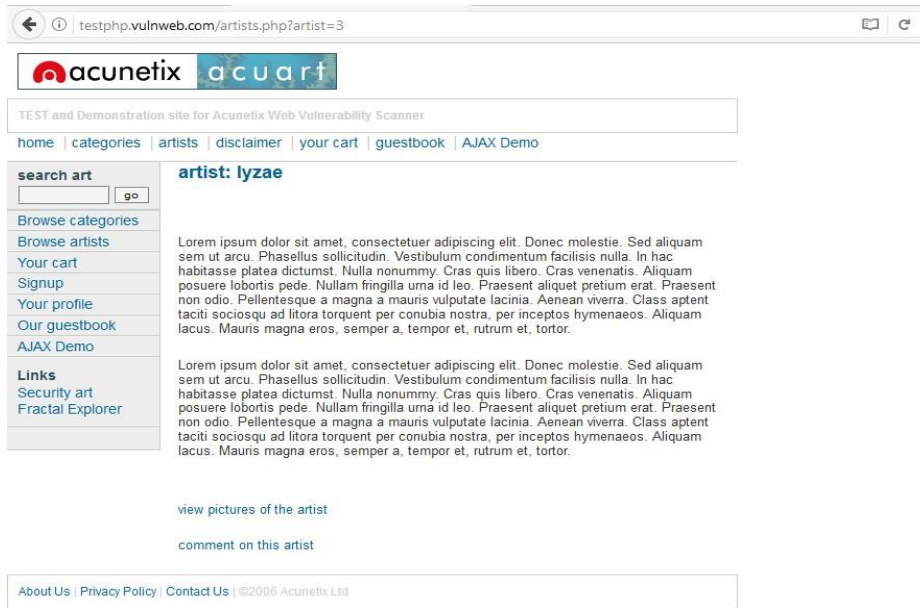 testphp.vulnweb.com/artists.php?artist=3
acunetix acuart
TEST and Demonstration site for Acunetix Web Vulnerability Scanner
home | categories | artists | disclaimer | your cart | guestbook | AJAX Demo
search art
go
Browse categories
Browse artists
Your cart
Signup
Your profile
Our guestbook
AJAX Demo
Links
Security art
Fractal Explorer
artist: lyzae
Lorem ipsum dolor sit amet, consectetuer adipiscing elit. Donec molestie. Sed aliquam
sem ut arcu. Phasellus sollicitudin. Vestibulum condimentum facilisis nulla. In hac
habitasse platea dictumst. Nulla nonummy. Cras quis libero. Cras venenatis. Aliquam
posuere lobortis pede. Nullam fringilla urna id leo. Praesent aliquet pretium erat. Praesent
non odio. Pellentesque a magna a mauris vulputate lacinia. Aenean viverra. Class aptent
taciti sociosqu ad litora torquent per conubia nostra, per inceptos hymenaeos. Aliquam
lacus. Mauris magna eros, semper a, tempor et, rutrum et, tortor.
Lorem ipsum dolor sit amet, consectetuer adipiscing elit. Donec molestie. Sed aliquam
sem ut arcu. Phasellus sollicitudin. Vestibulum condimentum facilisis nulla. In hac
habitasse platea dictumst. Nulla nonummy. Cras quis libero. Cras venenatis. Aliquam
posuere lobortis pede. Nullam fringilla urna id leo. Praesent aliquet pretium erat. Praesent
non odio. Pellentesque a magna a mauris vulputate lacinia. Aenean viverra. Class aptent
taciti sociosqu ad litora torquent per conubia nostra, per inceptos hymenaeos. Aliquam
lacus. Mauris magna eros, semper a, tempor et, rutrum et, tortor.
view pictures of the artist
comment on this artist
About Us | Privacy Policy | Contact Us | ©2006 Acunetix Ltd